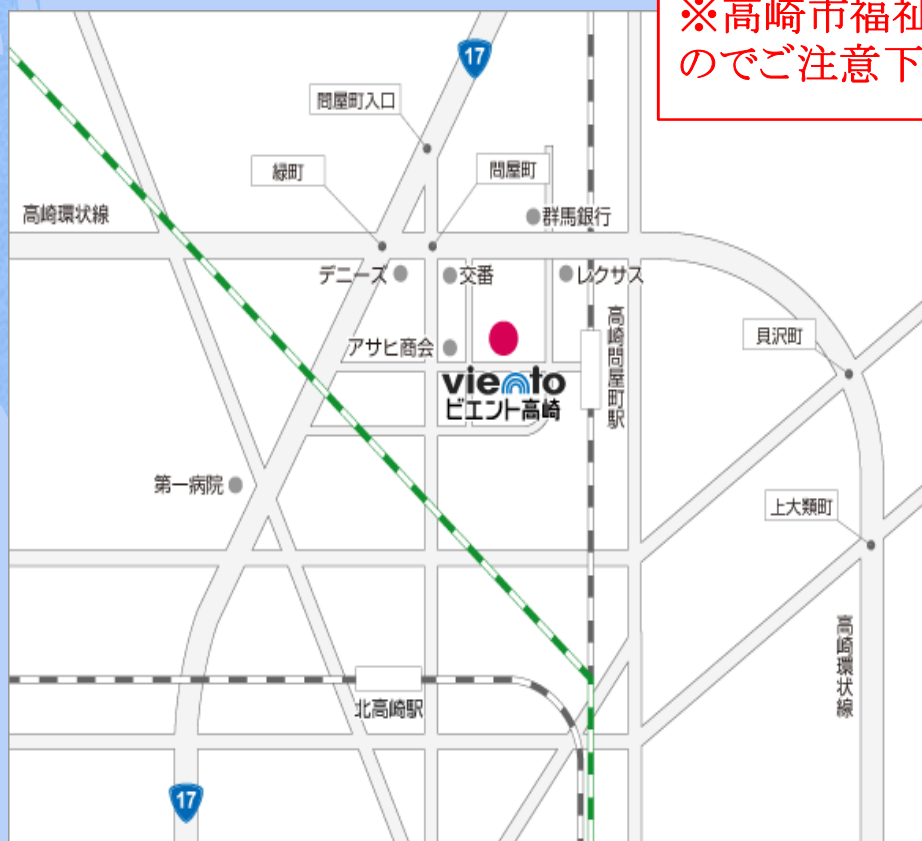 ※高崎市福祉
のでご注意下
17
問屋町入口
緑町
問屋町
高崎環状線
群馬銀行
デニーズ
交番
レクサス
高崎問屋町駅
アサヒ商会
貝沢町
viento
ビエント高崎
第一病院
上大類町
高崎環状線
北高崎駅
17